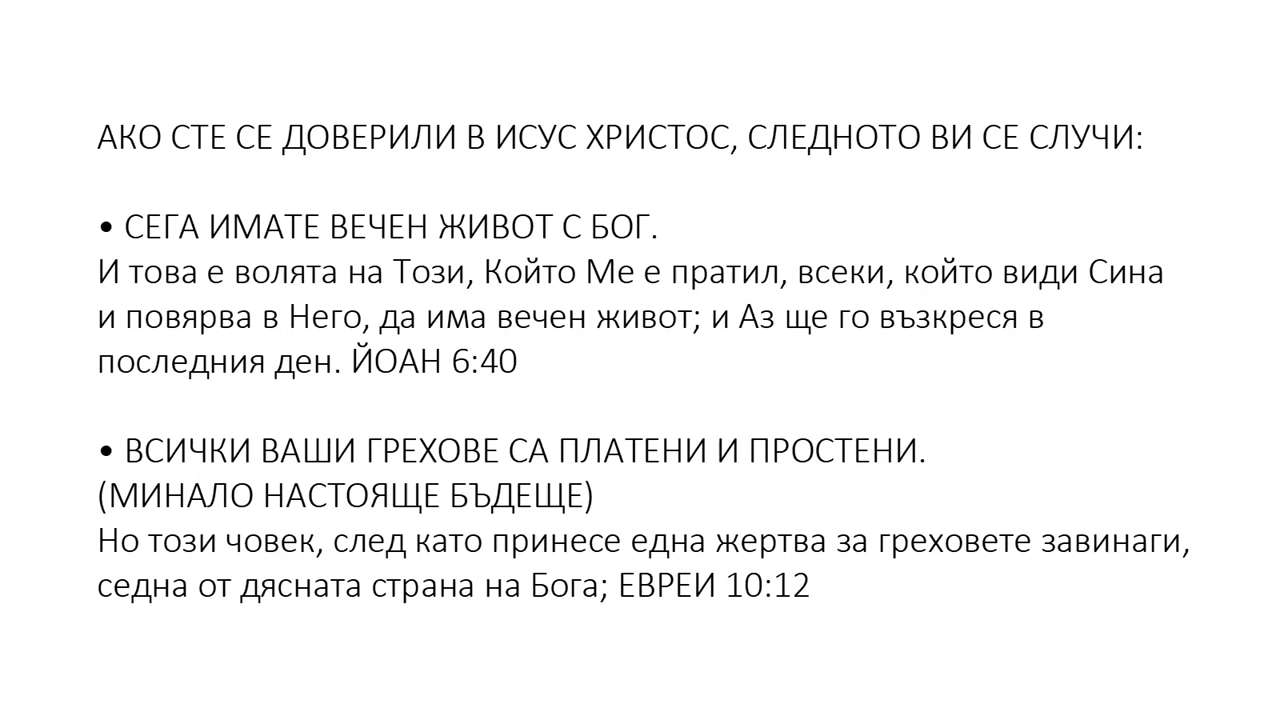 АКО СТЕ СЕ ДОВЕРИЛИ В ИСУС ХРИСТОС, СЛЕДНОТО ВИ СЕ СЛУЧИ:
• СЕГА ИМАТЕ ВЕЧЕН ЖИВОТ С БОГ.
И това е волята на Този, Който Ме е пратил, всеки, който види Сина
и повярва в Него, да има вечен живот; и Аз ще го възкреся в
последния ден. ЙОАН 6:40
• ВСИЧКИ ВАШИ ГРЕХОВЕ СА ПЛАТЕНИ И ПРОСТЕНИ.
(МИНАЛО НАСТОЯЩЕ БЪДЕЩЕ)
Но този човек, след като принесе една жертва за греховете завинаги,
седна от дясната страна на Бога; ЕВРЕИ 10:12